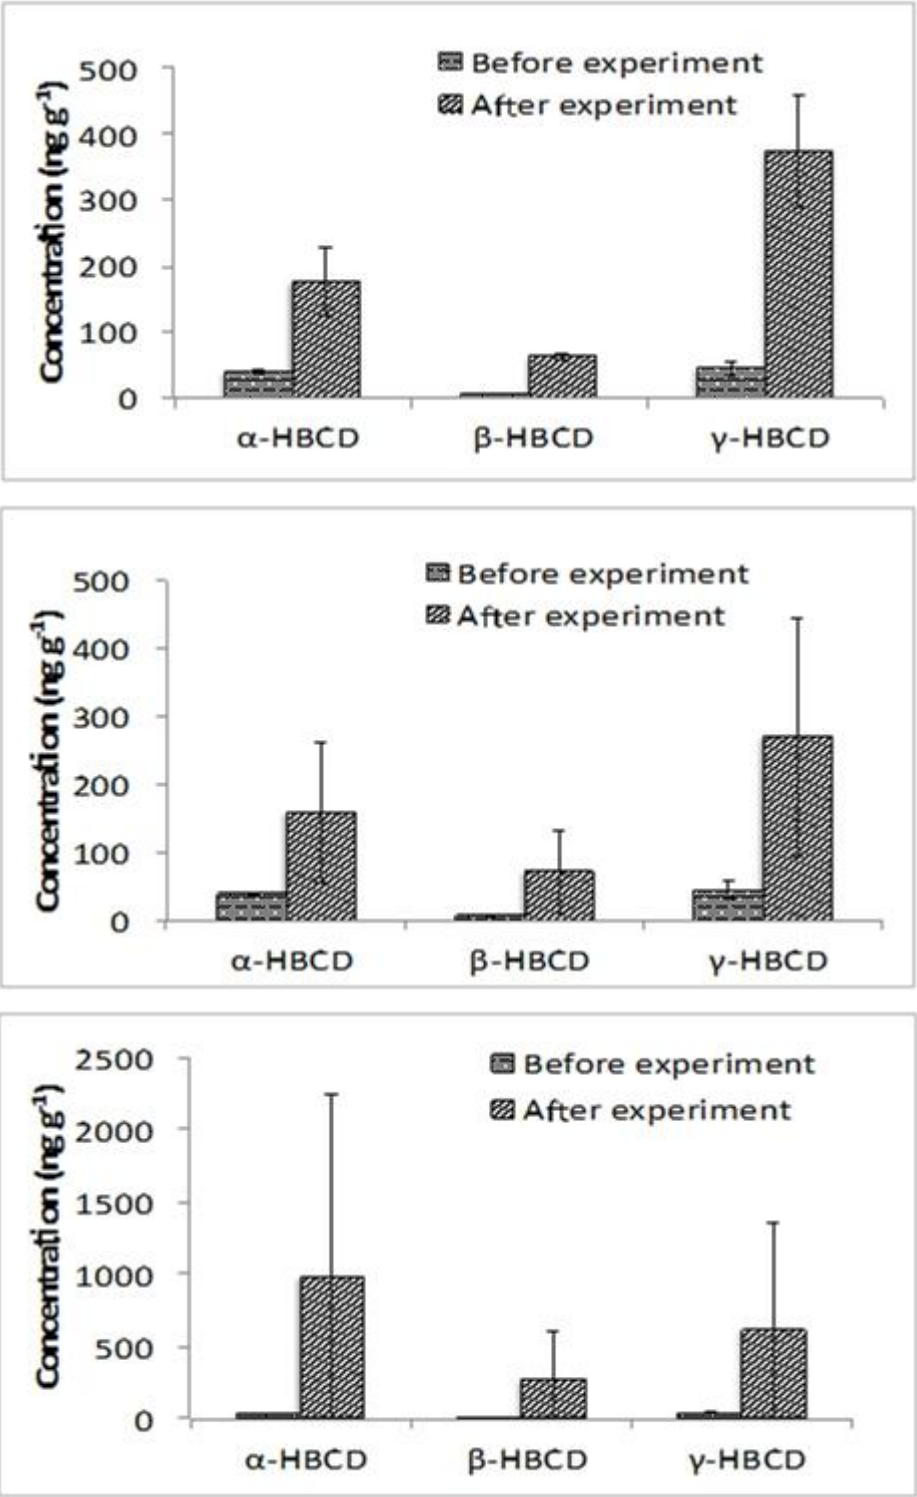 Before experiment
After experiment
Concentration (ng g⁻¹)
500
400
300
200
100
0
α-HBCD β-HBCD γ-HBCD
Before experiment
After experiment
Concentration (ng g⁻¹)
500
400
300
200
100
0
α-HBCD β-HBCD γ-HBCD
Before experiment
After experiment
Concentration (ng g⁻¹)
2500
2000
1500
1000
500
0
α-HBCD β-HBCD γ-HBCD